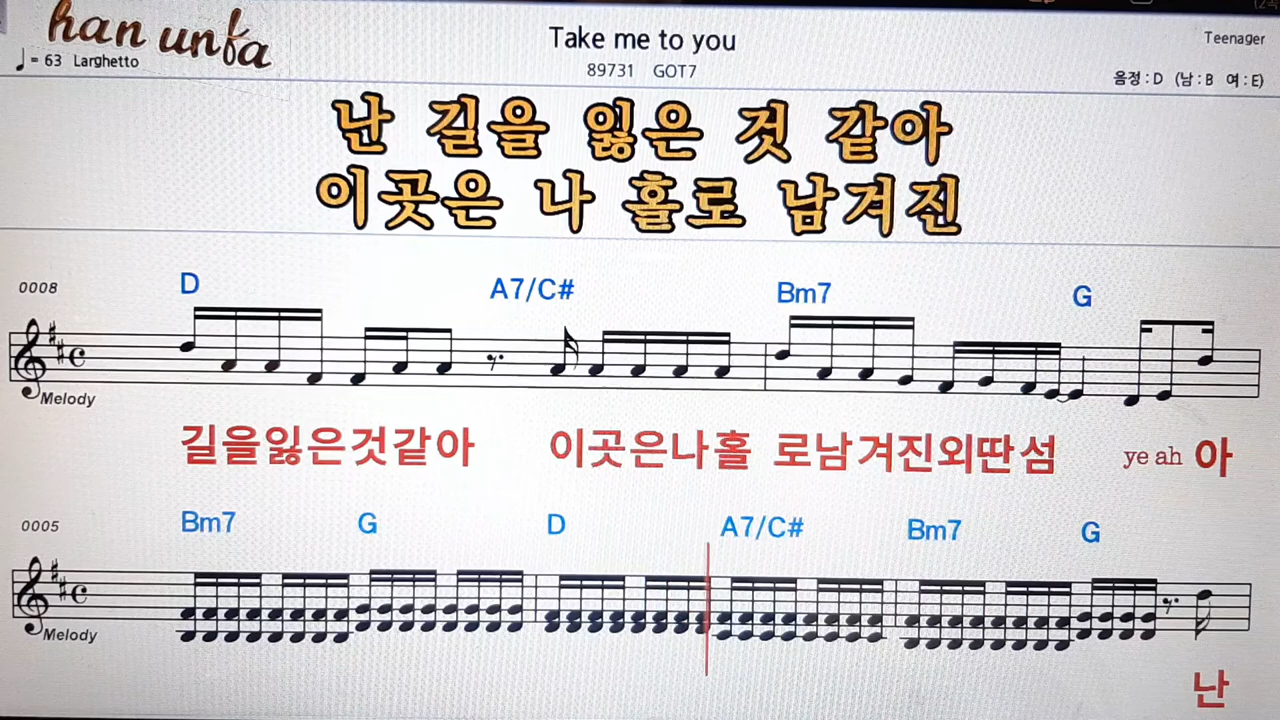 han unfa
Take me to you
Teenager
♩ = 63 Larghetto
89731 GOT7
음정 : D (남 : B 여 : E)
난 길을 잃은 것 같아
이곳은 나 홀로 남겨진
0008
D A7/C# Bm7 G
Melody
길을잃은것같아 이곳은나홀 로남겨진외딴섬 ye ah 아
0005
Bm7 G D A7/C# Bm7 G
Melody
난